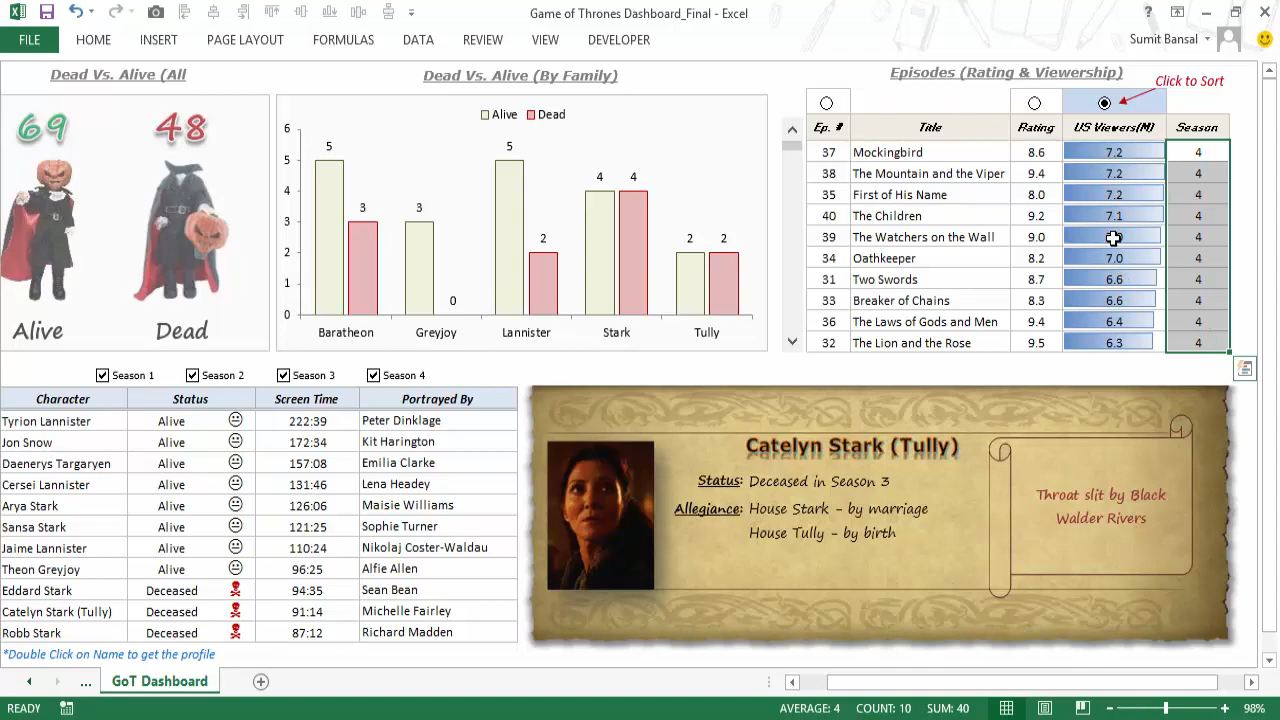 Game of Thrones Dashboard_Final - Excel
FILE HOME INSERT PAGE LAYOUT FORMULAS DATA REVIEW VIEW DEVELOPER Sumit Bansal
Dead Vs. Alive (All
69 48
Alive Dead
Dead Vs. Alive (By Family)
Alive Dead
6
5
4
3
2
1
0
5 3 3 0 5 2 4 4 2 2
Baratheon Greyjoy Lannister Stark Tully
Episodes (Rating & Viewership)
Click to Sort
Ep. # Title Rating US Viewers(M) Season
37 Mockingbird 8.6 7.2 4
38 The Mountain and the Viper 9.4 7.2 4
35 First of His Name 8.0 7.2 4
40 The Children 9.2 7.1 4
39 The Watchers on the Wall 9.0 4
34 Oathkeeper 8.2 7.0 4
31 Two Swords 8.7 6.6 4
33 Breaker of Chains 8.3 6.6 4
36 The Laws of Gods and Men 9.4 6.4 4
32 The Lion and the Rose 9.5 6.3 4
Season 1 Season 2 Season 3 Season 4
Character Status Screen Time Portrayed By
Tyrion Lannister Alive 222:39 Peter Dinklage
Jon Snow Alive 172:34 Kit Harington
Daenerys Targaryen Alive 157:08 Emilia Clarke
Cersei Lannister Alive 131:46 Lena Headey
Arya Stark Alive 126:06 Maisie Williams
Sansa Stark Alive 121:25 Sophie Turner
Jaime Lannister Alive 110:24 Nikolaj Coster-Waldau
Theon Greyjoy Alive 96:25 Alfie Allen
Eddard Stark Deceased 94:35 Sean Bean
Catelyn Stark (Tully) Deceased 91:14 Michelle Fairley
Robb Stark Deceased 87:12 Richard Madden
*Double Click on Name to get the profile
Catelyn Stark (Tully)
Status: Deceased in Season 3
Allegiance: House Stark - by marriage
House Tully - by birth
Throat slit by Black
Walder Rivers
... GoT Dashboard
READY AVERAGE: 4 COUNT: 10 SUM: 40 98%